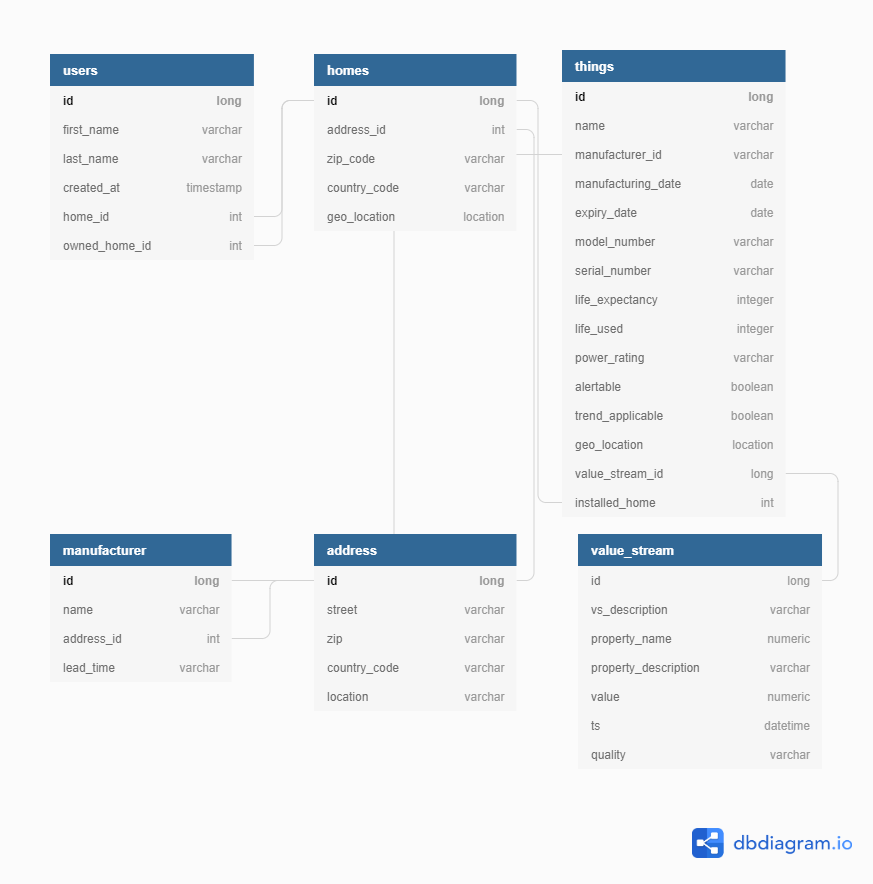 users
id long
first_name varchar
last_name varchar
created_at timestamp
home_id int
owned_home_id int
homes
id long
address_id int
zip_code varchar
country_code varchar
geo_location location
things
id long
name varchar
manufacturer_id varchar
manufacturing_date date
expiry_date date
model_number varchar
serial_number varchar
life_expectancy integer
life_used integer
power_rating varchar
alertable boolean
trend_applicable boolean
geo_location location
value_stream_id long
installed_home int
manufacturer
id long
name varchar
address_id int
lead_time varchar
address
id long
street varchar
zip varchar
country_code varchar
location varchar
value_stream
id long
vs_description varchar
property_name numeric
property_description varchar
value numeric
ts datetime
quality varchar
dbdiagram.io